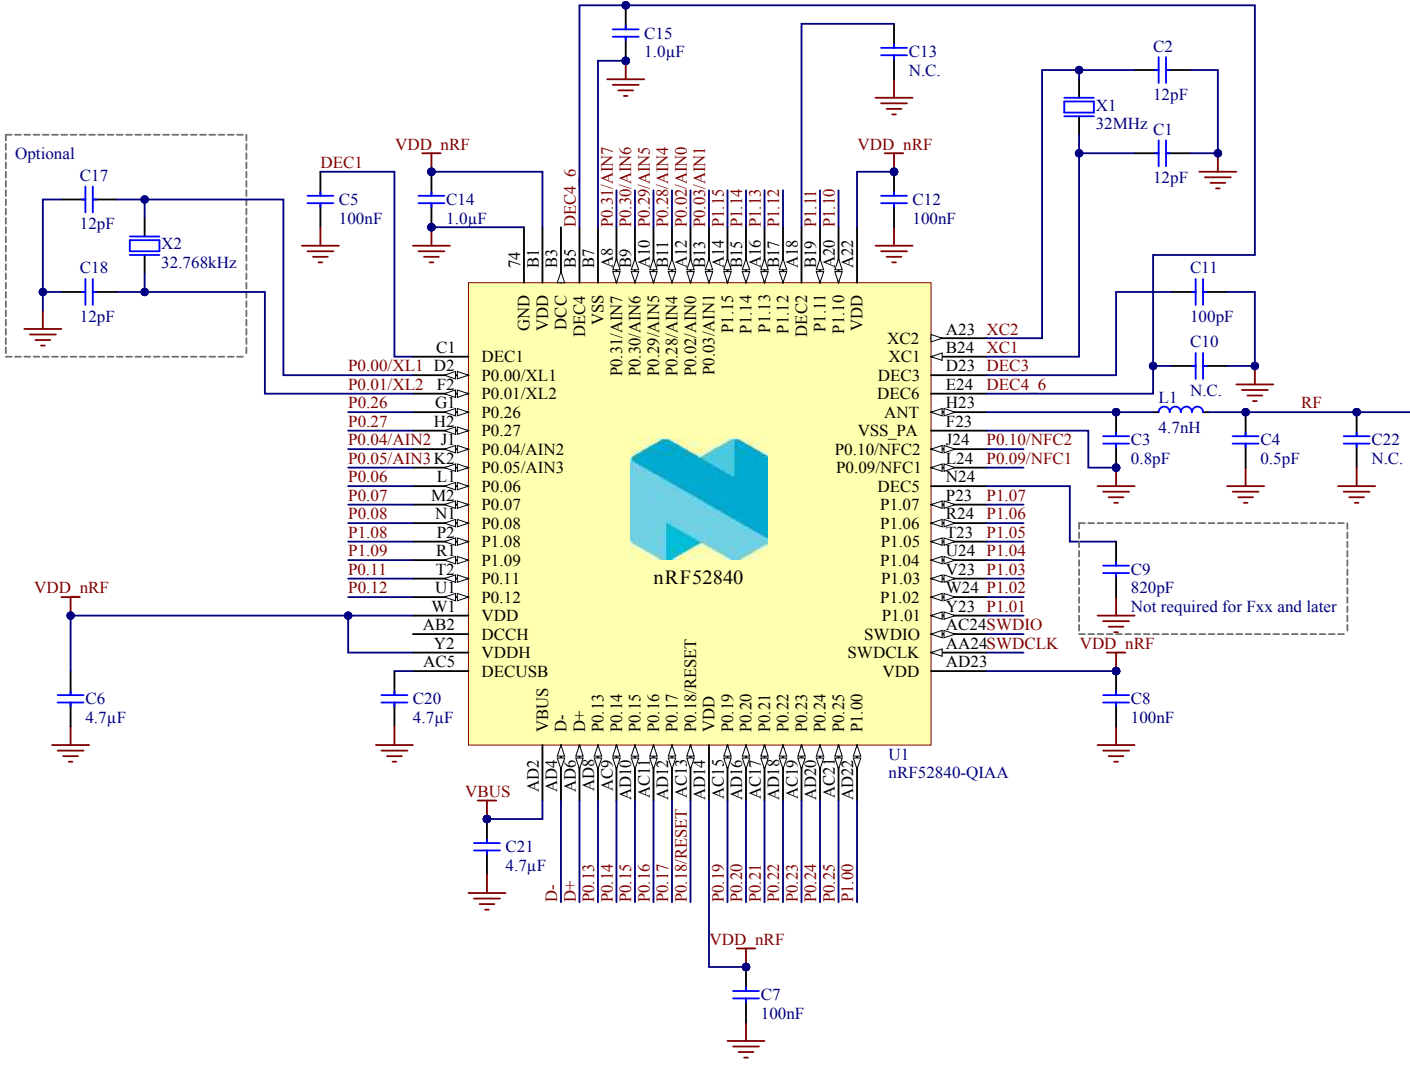 C15
1.0µF
C13
N.C.
C2
12pF
X1
32MHz
C1
12pF
Optional
C17
12pF
X2
32.768kHz
C18
12pF
DEC1
C5
100nF
VDD_nRF
C14
1.0µF
DEC4_6
P0.31/AIN7
P0.30/AIN6
P0.29/AIN5
P0.28/AIN4
P0.02/AIN0
P0.03/AIN1
P1.15
P1.14
P1.13
P1.12
P1.11
P1.10
VDD_nRF
C12
100nF
74
B1
B3
B5
B7
A8
B9
A10
B11
A12
B13
A14
B15
A16
B17
A18
B19
A20
A22
GND
VDD
DCC
DEC4
VSS
P0.31/AIN7
P0.30/AIN6
P0.29/AIN5
P0.28/AIN4
P0.02/AIN0
P0.03/AIN1
P1.15
P1.14
P1.13
P1.12
DEC2
P1.11
P1.10
VDD
C11
100pF
C10
N.C.
C1 DEC1
P0.00/XL1 D2 P0.00/XL1
P0.01/XL2 F2 P0.01/XL2
P0.26 G1 P0.26
P0.27 H2 P0.27
P0.04/AIN2 J1 P0.04/AIN2
P0.05/AIN3 K2 P0.05/AIN3
P0.06 L1 P0.06
P0.07 M2 P0.07
P0.08 N1 P0.08
P1.08 P2 P1.08
P1.09 R1 P1.09
P0.11 T2 P0.11
P0.12 U1 P0.12
W1 VDD
AB2 DCCH
Y2 VDDH
AC5 DECUSB
XC2 A23 XC2
XC1 B24 XC1
DEC3 D23 DEC3
DEC6 E24 DEC4_6
ANT H23
VSS_PA F23
P0.10/NFC2 J24 P0.10/NFC2
P0.09/NFC1 L24 P0.09/NFC1
DEC5 N24
P1.07 P23 P1.07
P1.06 R24 P1.06
P1.05 T23 P1.05
P1.04 U24 P1.04
P1.03 V23 P1.03
P1.02 W24 P1.02
P1.01 Y23 P1.01
SWDIO AC24 SWDIO
SWDCLK AA24 SWDCLK
VDD AD23
L1
4.7nH
RF
C3
0.8pF
C4
0.5pF
C22
N.C.
nRF52840
C9
820pF
Not required for Fxx and later
VDD_nRF
C8
100nF
VDD_nRF
C6
4.7µF
C20
4.7µF
VBUS
D-
D+
P0.13
P0.14
P0.15
P0.16
P0.17
P0.18/RESET
VDD
P0.19
P0.20
P0.21
P0.22
P0.23
P0.24
P0.25
P1.00
U1
nRF52840-QIAA
AD2
AD4
AD6
AD8
AC9
AD10
AC11
AD12
AC13
AD14
AC15
AD16
AC17
AD18
AC19
AD20
AC21
AD22
VBUS
C21
4.7µF
D-
D+
P0.13
P0.14
P0.15
P0.16
P0.17
P0.18/RESET
P0.19
P0.20
P0.21
P0.22
P0.23
P0.24
P0.25
P1.00
VDD_nRF
C7
100nF